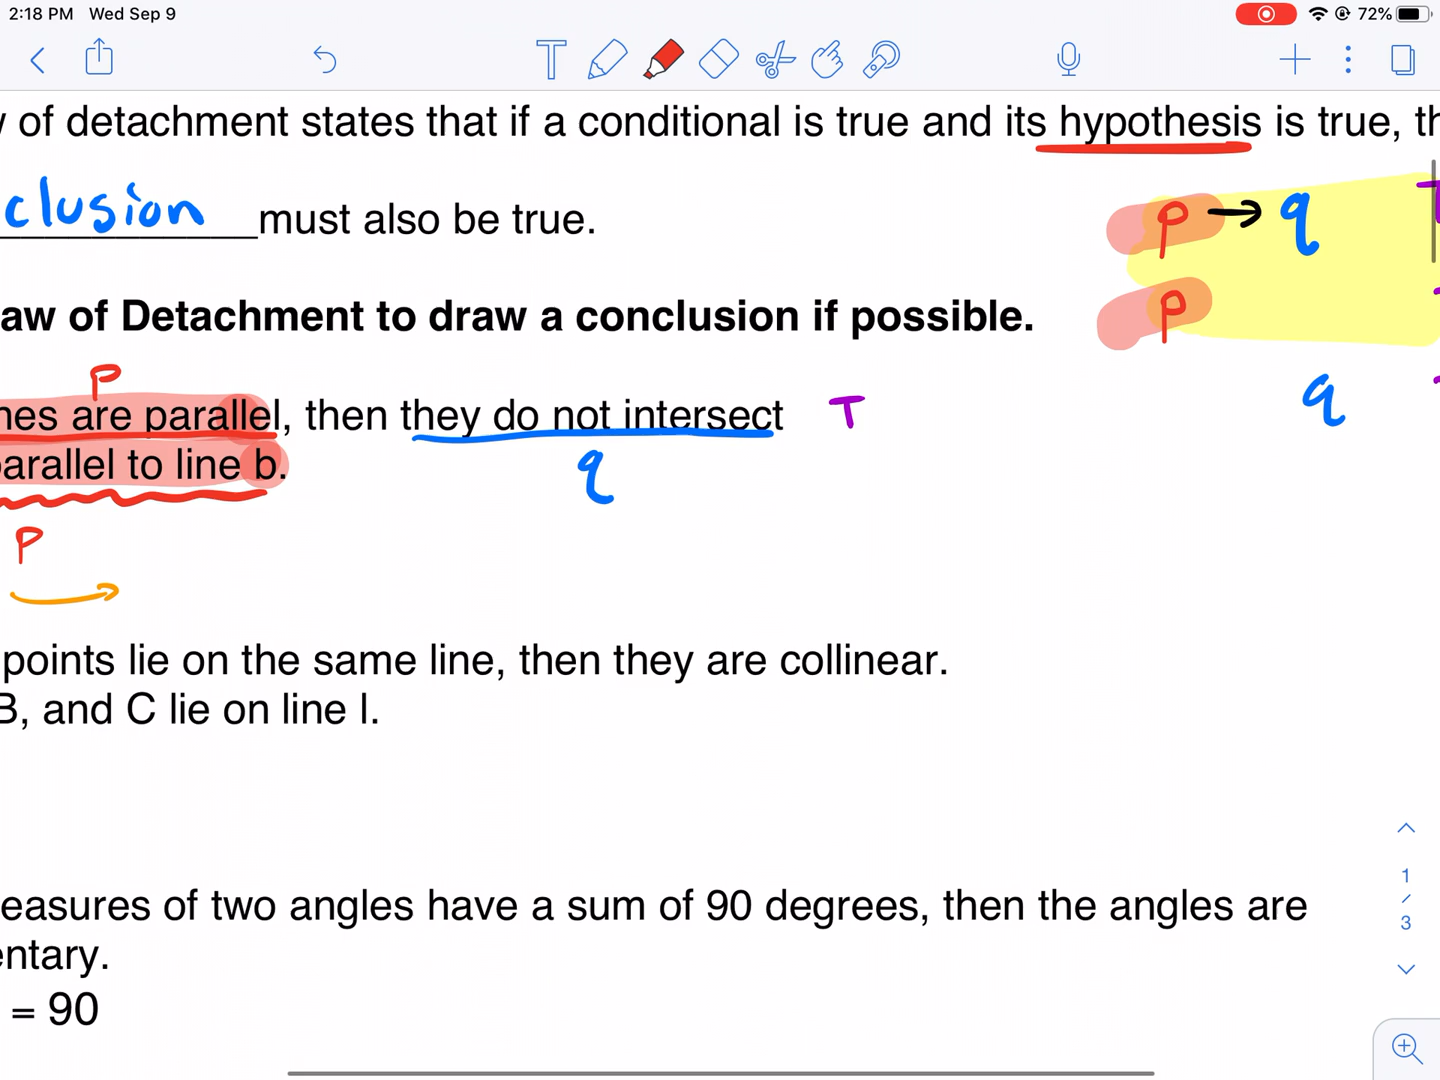 2:18 PM Wed Sep 9 72%
of detachment states that if a conditional is true and its hypothesis is true, th
clusion must also be true.
p → q
aw of Detachment to draw a conclusion if possible.
p
p
q
nes are parallel, then they do not intersect T
arallel to line b.
q
p
points lie on the same line, then they are collinear.
B, and C lie on line l.
easures of two angles have a sum of 90 degrees, then the angles are
entary.
= 90
1
/
3